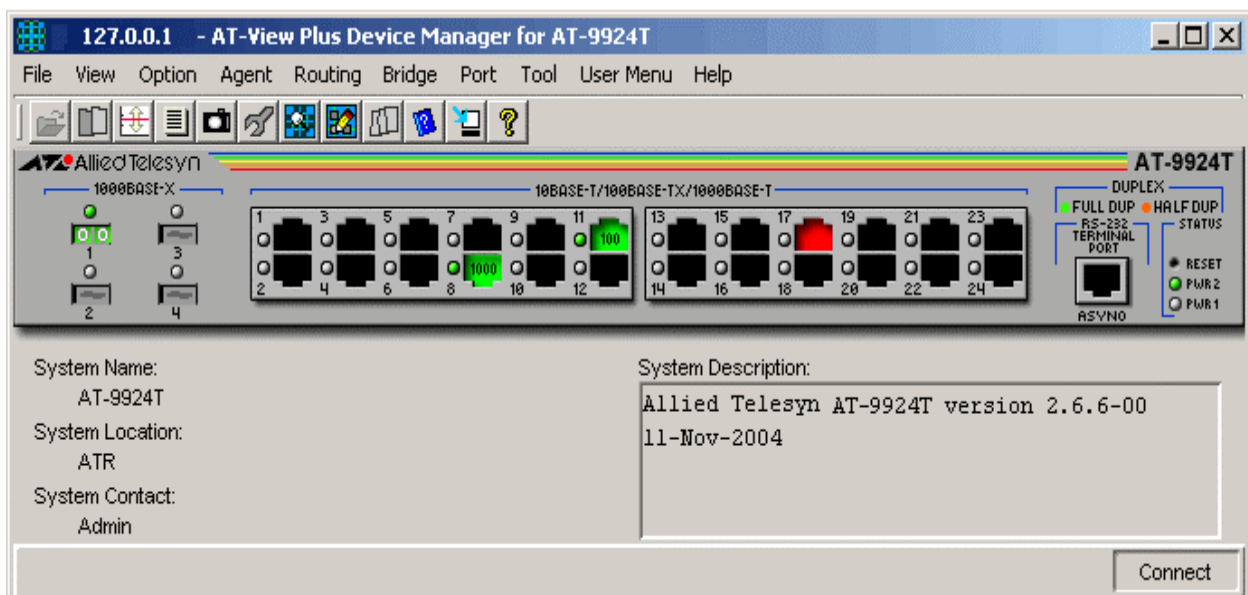 127.0.0.1 - AT-View Plus Device Manager for AT-9924T
File View Option Agent Routing Bridge Port Tool User Menu Help
Allied Telesyn
AT-9924T
1000BASE-X
10BASE-T/100BASE-TX/1000BASE-T
DUPLEX
FULL DUP HALF DUP
1 3 5 7 9 11 13 15 17 19 21 23
100
0 0
1 3
1000
2 4 6 8 10 12 14 16 18 20 22 24
2 4
RS-232
TERMINAL
PORT
ASYN0
STATUS
RESET
PWR2
PWR1
System Name:
AT-9924T
System Location:
ATR
System Contact:
Admin
System Description:
Allied Telesyn AT-9924T version 2.6.6-00
11-Nov-2004
Connect